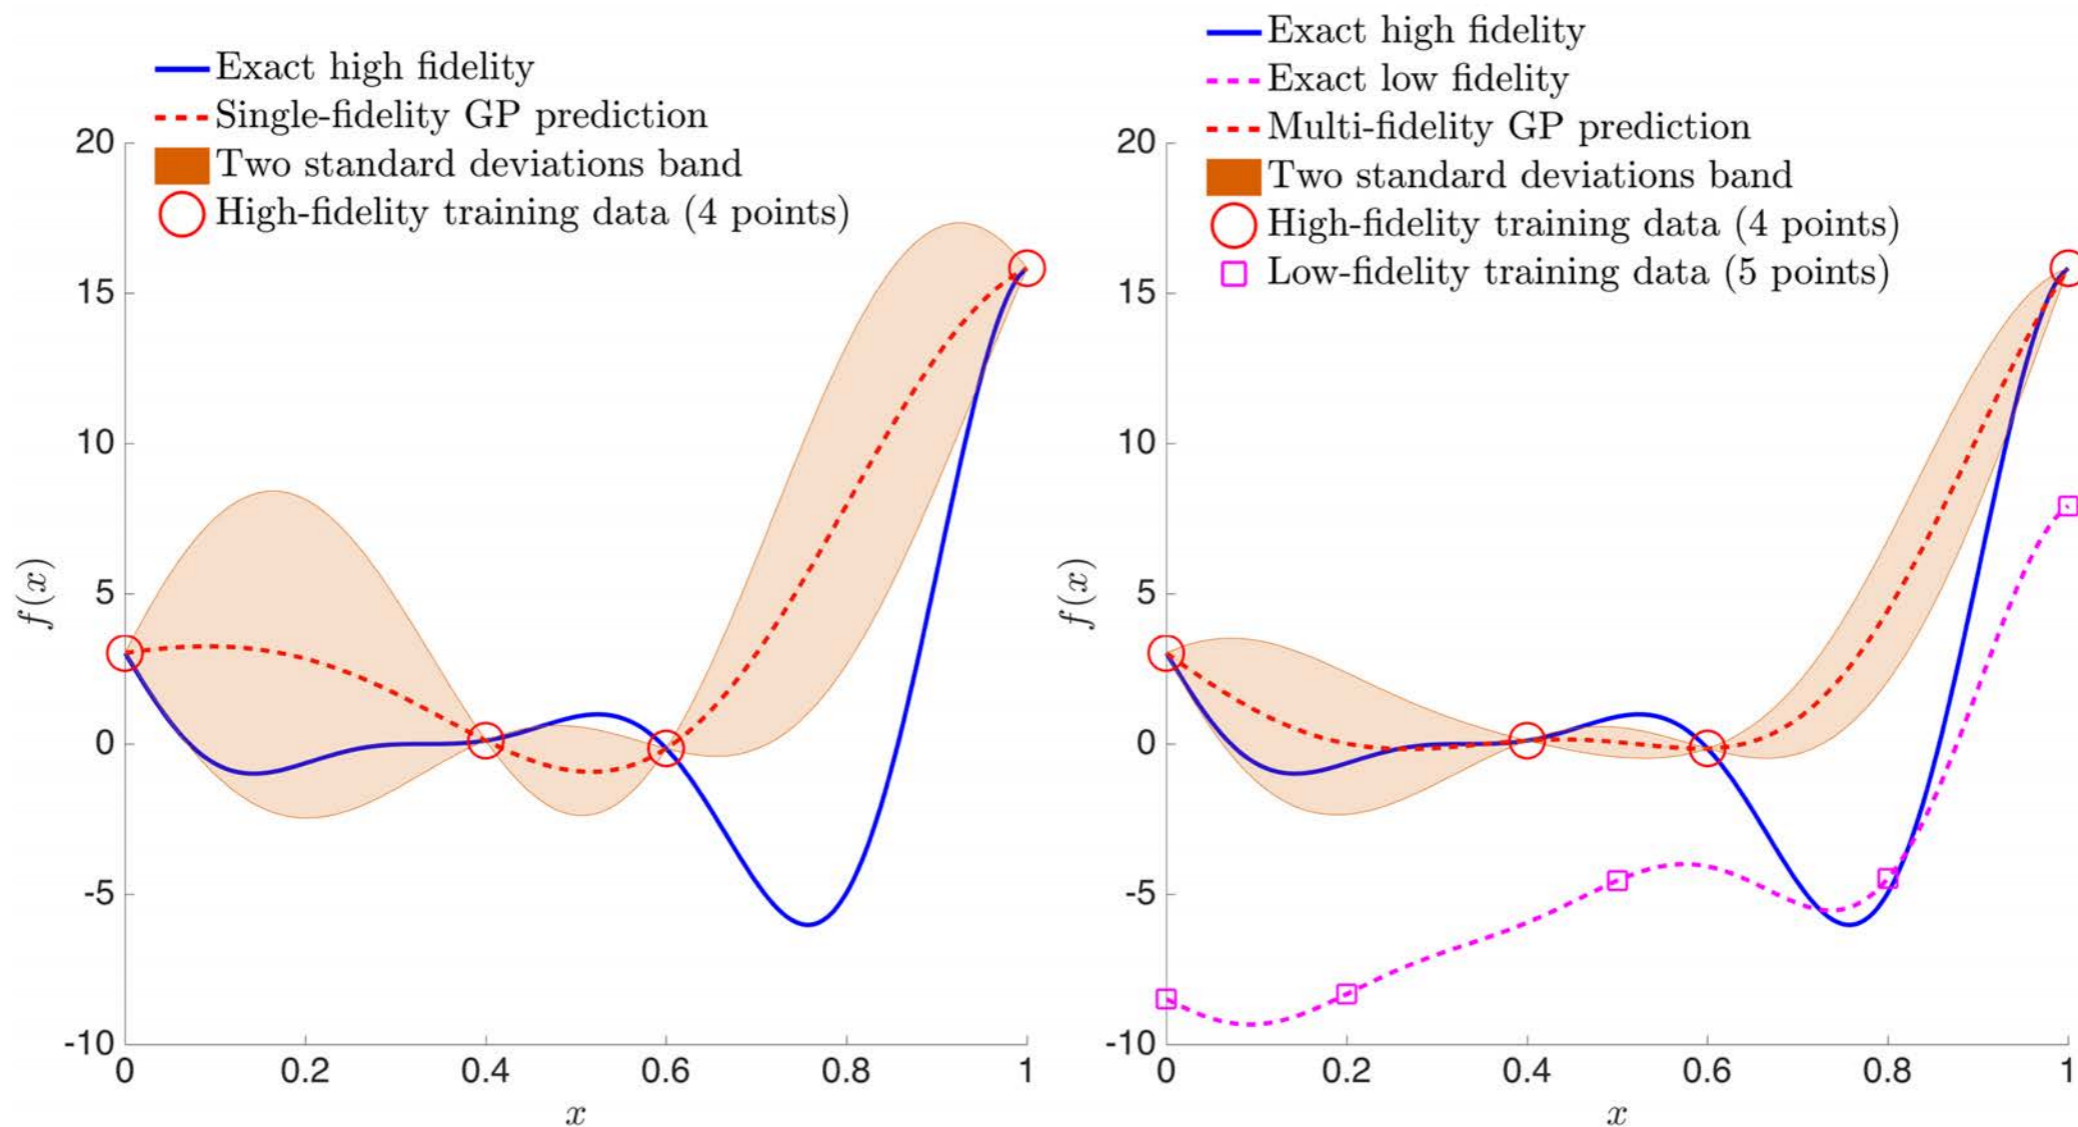 Exact high fidelity
Single-fidelity GP prediction
Two standard deviations band
High-fidelity training data (4 points)
20
15
10
5
0
-5
-10
f(x)
0 0.2 0.4 0.6 0.8 1
x
Exact high fidelity
Exact low fidelity
Multi-fidelity GP prediction
Two standard deviations band
High-fidelity training data (4 points)
Low-fidelity training data (5 points)
20
15
10
5
0
-5
-10
f(x)
0 0.2 0.4 0.6 0.8 1
x